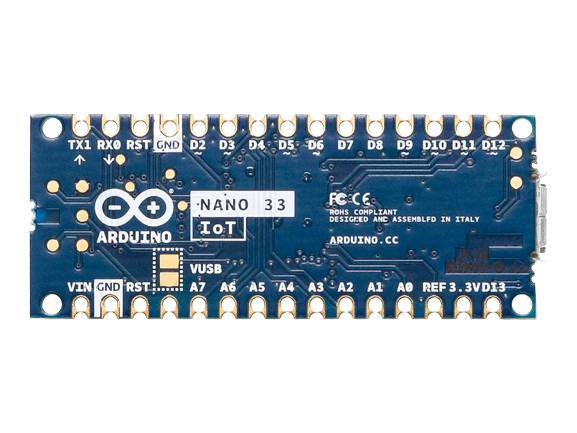 TX1 RX0 RST GND D2 D3 D4 D5 D6 D7 D8 D9 D10 D11 D12
~ ~ ~ ~ ~ ~ ~
NANO 33
IoT
ARDUINO
FC CE
ROHS COMPLIANT
DESIGNED AND ASSEMBLED IN ITALY
ARDUINO.CC
VUSB
VIN GND RST A7 A6 A5 A4 A3 A2 A1 A0 REF 3.3V D13